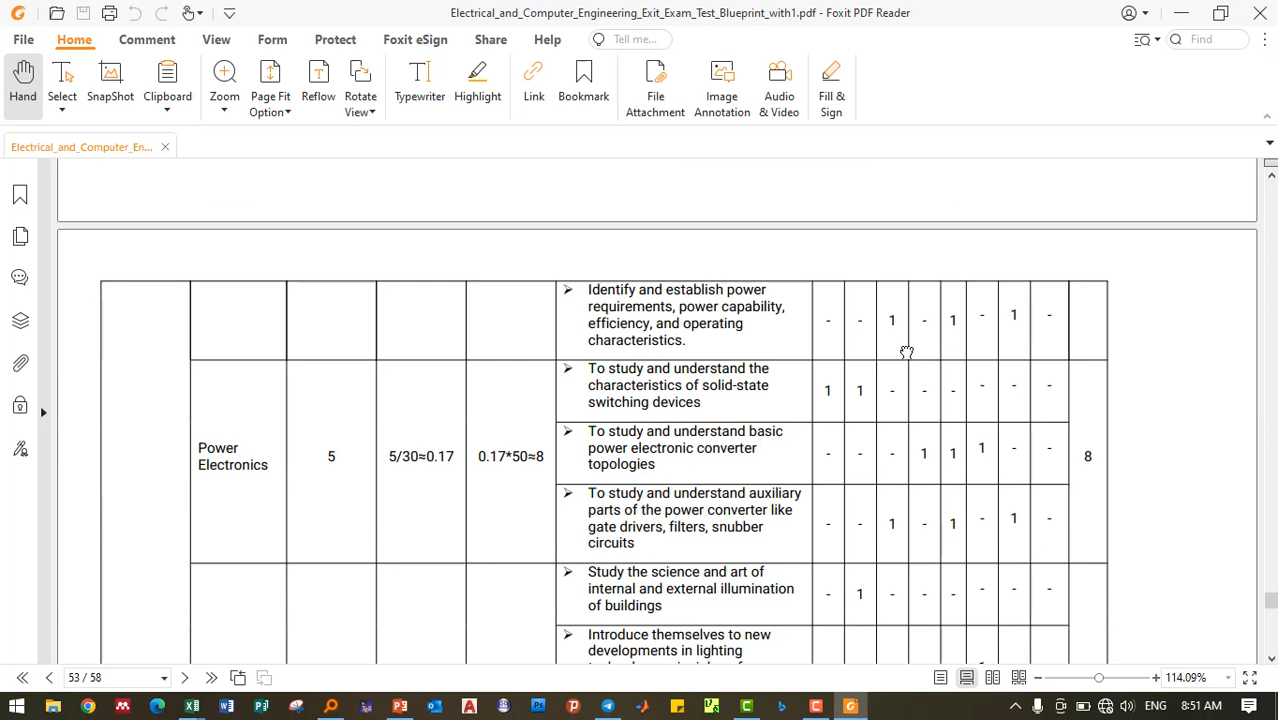 Electrical_and_Computer_Engineering_Exit_Exam_Test_Blueprint_with1.pdf - Foxit PDF Reader
File Home Comment View Form Protect Foxit eSign Share Help Tell me... Find
Hand Select SnapShot Clipboard Zoom Page Fit Option Reflow Rotate View Typewriter Highlight Link Bookmark File Attachment Image Annotation Audio & Video Fill & Sign
Electrical_and_Computer_En...
Identify and establish power
requirements, power capability,
efficiency, and operating
characteristics.
- - 1 - 1 - 1 -
Power
Electronics
5
5/30≈0.17
0.17*50≈8
To study and understand the
characteristics of solid-state
switching devices
1 1 - - - - - -
To study and understand basic
power electronic converter
topologies
- - - 1 1 1 - -
8
To study and understand auxiliary
parts of the power converter like
gate drivers, filters, snubber
circuits
- - 1 - 1 - 1 -
Study the science and art of
internal and external illumination
of buildings
- 1 - - - - - -
Introduce themselves to new
developments in lighting
53 / 58
114.09%
ENG 8:51 AM